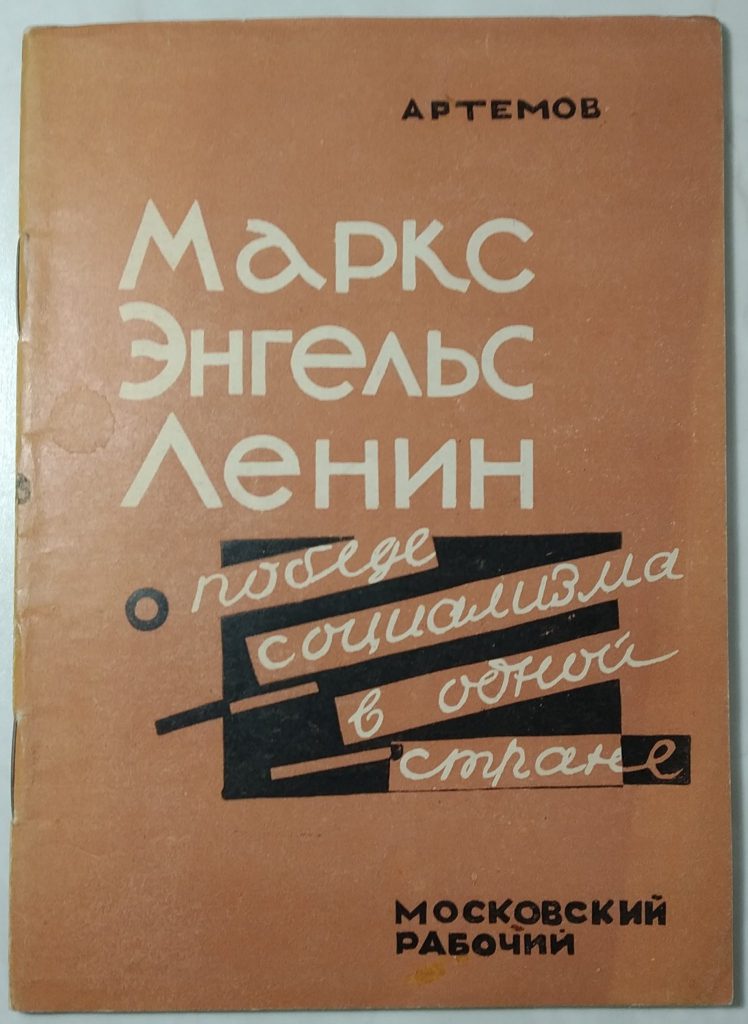 АРТЕМОВ
Маркс
Энгельс
Ленин
о победе
социализма
в одной
стране
МОСКОВСКИЙ
РАБОЧИЙ